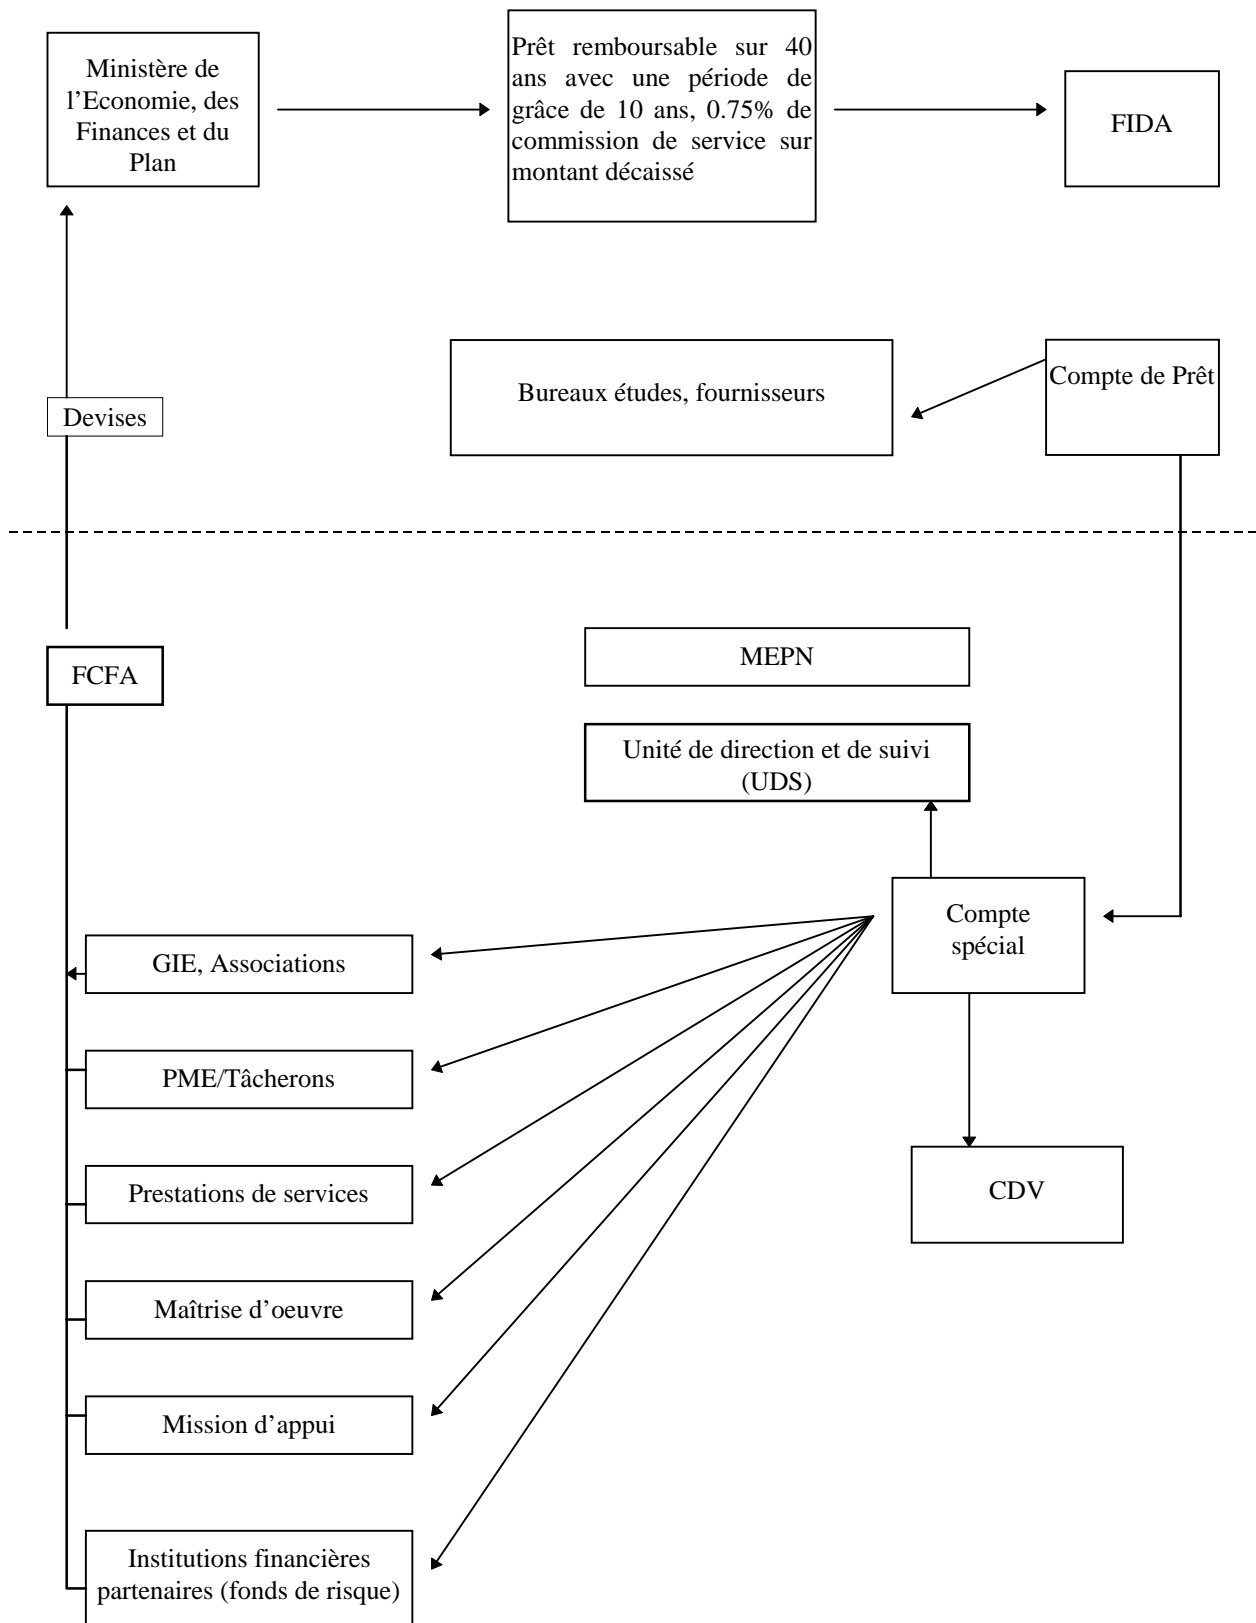 Ministère de
l'Economie, des
Finances et du
Plan
Prêt remboursable sur 40
ans avec une période de
grâce de 10 ans, 0.75% de
commission de service sur
montant décaissé
FIDA
Bureaux études, fournisseurs
Compte de Prêt
Devises
MEPN
FCFA
Unité de direction et de suivi
(UDS)
Compte
spécial
GIE, Associations
PME/Tâcherons
Prestations de services
CDV
Maîtrise d'oeuvre
Mission d'appui
Institutions financières
partenaires (fonds de risque)